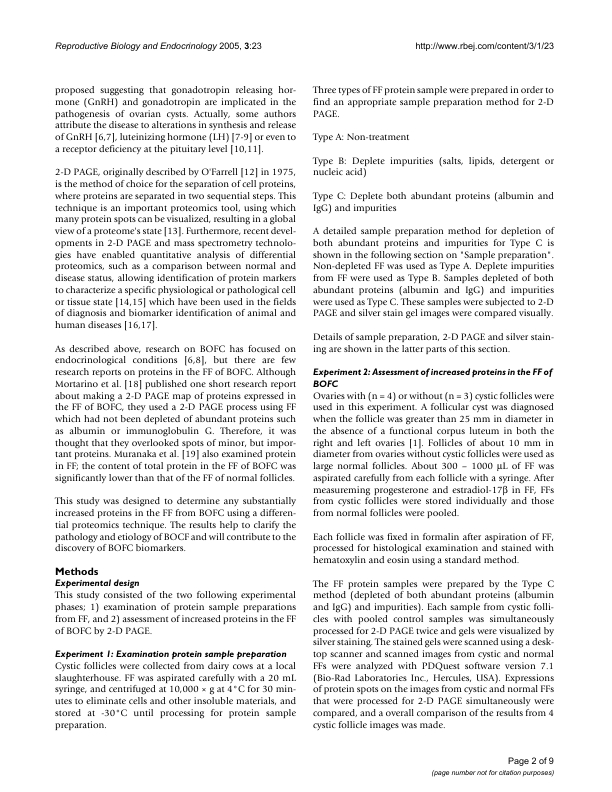 Reproductive Biology and Endocrinology 2005, 3:23
http://www.rbej.com/content/3/1/23
proposed suggesting that gonadotropin releasing hor-
mone (GnRH) and gonadotropin are implicated in the
pathogenesis of ovarian cysts. Actually, some authors
attribute the disease to alterations in synthesis and release
of GnRH [6,7], luteinizing hormone (LH) [7-9] or even to
a receptor deficiency at the pituitary level [10,11].
2-D PAGE, originally described by O'Farrell [12] in 1975,
is the method of choice for the separation of cell proteins,
where proteins are separated in two sequential steps. This
technique is an important proteomics tool, using which
many protein spots can be visualized, resulting in a global
view of a proteome's state [13]. Furthermore, recent devel-
opments in 2-D PAGE and mass spectrometry technolo-
gies have enabled quantitative analysis of differential
proteomics, such as a comparison between normal and
disease status, allowing identification of protein markers
to characterize a specific physiological or pathological cell
or tissue state [14,15] which have been used in the fields
of diagnosis and biomarker identification of animal and
human diseases [16,17].
As described above, research on BOFC has focused on
endocrinological conditions [6,8], but there are few
research reports on proteins in the FF of BOFC. Although
Mortarino et al. [18] published one short research report
about making a 2-D PAGE map of proteins expressed in
the FF of BOFC, they used a 2-D PAGE process using FF
which had not been depleted of abundant proteins such
as albumin or immunoglobulin G. Therefore, it was
thought that they overlooked spots of minor, but impor-
tant proteins. Muranaka et al. [19] also examined protein
in FF; the content of total protein in the FF of BOFC was
significantly lower than that of the FF of normal follicles.
This study was designed to determine any substantially
increased proteins in the FF from BOFC using a differen-
tial proteomics technique. The results help to clarify the
pathology and etiology of BOCF and will contribute to the
discovery of BOFC biomarkers.
Methods
Experimental design
This study consisted of the two following experimental
phases; 1) examination of protein sample preparations
from FF, and 2) assessment of increased proteins in the FF
of BOFC by 2-D PAGE.
Experiment 1: Examination protein sample preparation
Cystic follicles were collected from dairy cows at a local
slaughterhouse. FF was aspirated carefully with a 20 mL
syringe, and centrifuged at 10,000 × g at 4°C for 30 min-
utes to eliminate cells and other insoluble materials, and
stored at -30°C until processing for protein sample
preparation.
Three types of FF protein sample were prepared in order to
find an appropriate sample preparation method for 2-D
PAGE.
Type A: Non-treatment
Type B: Deplete impurities (salts, lipids, detergent or
nucleic acid)
Type C: Deplete both abundant proteins (albumin and
IgG) and impurities
A detailed sample preparation method for depletion of
both abundant proteins and impurities for Type C is
shown in the following section on "Sample preparation".
Non-depleted FF was used as Type A. Deplete impurities
from FF were used as Type B. Samples depleted of both
abundant proteins (albumin and IgG) and impurities
were used as Type C. These samples were subjected to 2-D
PAGE and silver stain gel images were compared visually.
Details of sample preparation, 2-D PAGE and silver stain-
ing are shown in the latter parts of this section.
Experiment 2: Assessment of increased proteins in the FF of
BOFC
Ovaries with (n = 4) or without (n = 3) cystic follicles were
used in this experiment. A follicular cyst was diagnosed
when the follicle was greater than 25 mm in diameter in
the absence of a functional corpus luteum in both the
right and left ovaries [1]. Follicles of about 10 mm in
diameter from ovaries without cystic follicles were used as
large normal follicles. About 300 – 1000 μL of FF was
aspirated carefully from each follicle with a syringe. After
measureming progesterone and estradiol-17β in FF, FFs
from cystic follicles were stored individually and those
from normal follicles were pooled.
Each follicle was fixed in formalin after aspiration of FF,
processed for histological examination and stained with
hematoxylin and eosin using a standard method.
The FF protein samples were prepared by the Type C
method (depleted of both abundant proteins (albumin
and IgG) and impurities). Each sample from cystic folli-
cles with pooled control samples was simultaneously
processed for 2-D PAGE twice and gels were visualized by
silver staining. The stained gels were scanned using a desk-
top scanner and scanned images from cystic and normal
FFs were analyzed with PDQuest software version 7.1
(Bio-Rad Laboratories Inc., Hercules, USA). Expressions
of protein spots on the images from cystic and normal FFs
that were processed for 2-D PAGE simultaneously were
compared, and a overall comparison of the results from 4
cystic follicle images was made.
Page 2 of 9
(page number not for citation purposes)